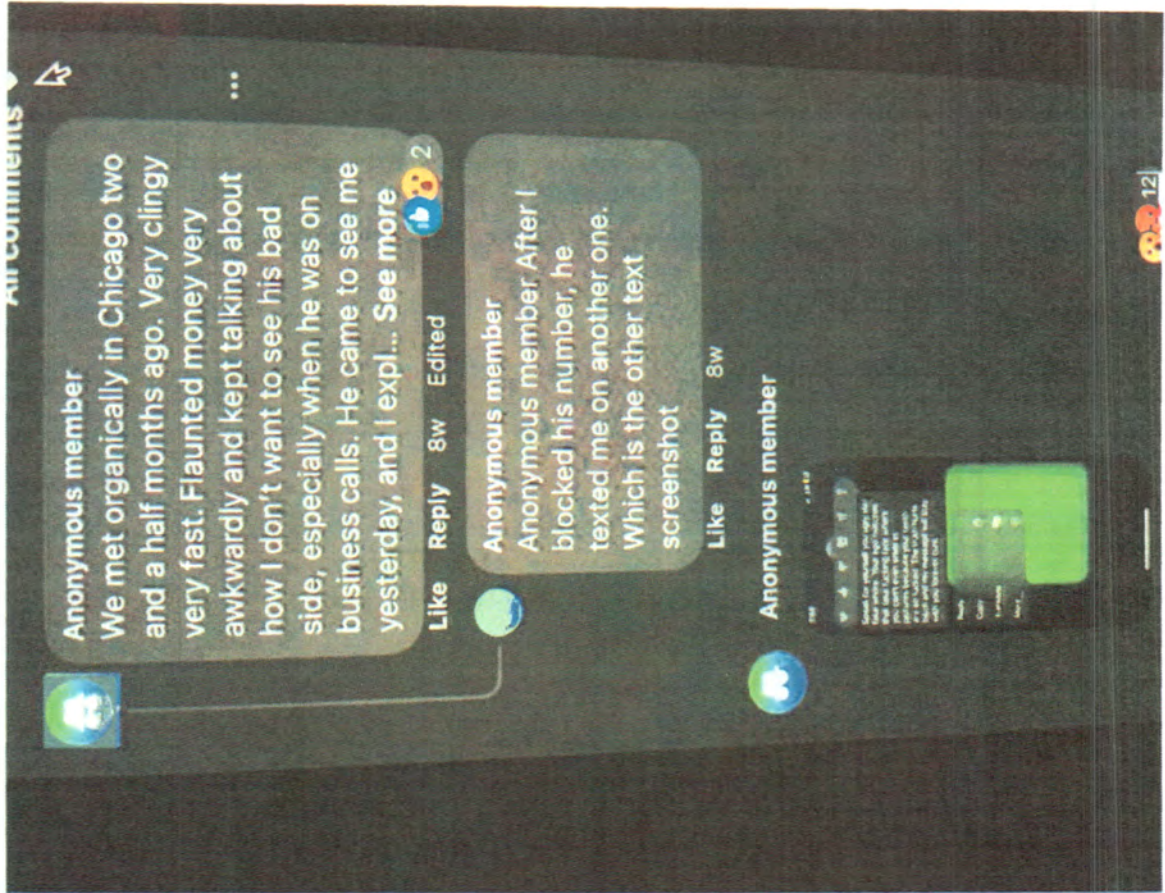 All comments
Anonymous member
We met organically in Chicago two
and a half months ago. Very clingy
very fast. Flaunted money very
awkwardly and kept talking about
how I don't want to see his bad
side, especially when he was on
business calls. He came to see me
yesterday, and I expl... See more
Like Reply 8w Edited
2
Anonymous member
Anonymous member After I
blocked his number, he
texted me on another one.
Which is the other text
screenshot
Like Reply 8w
Anonymous member
12